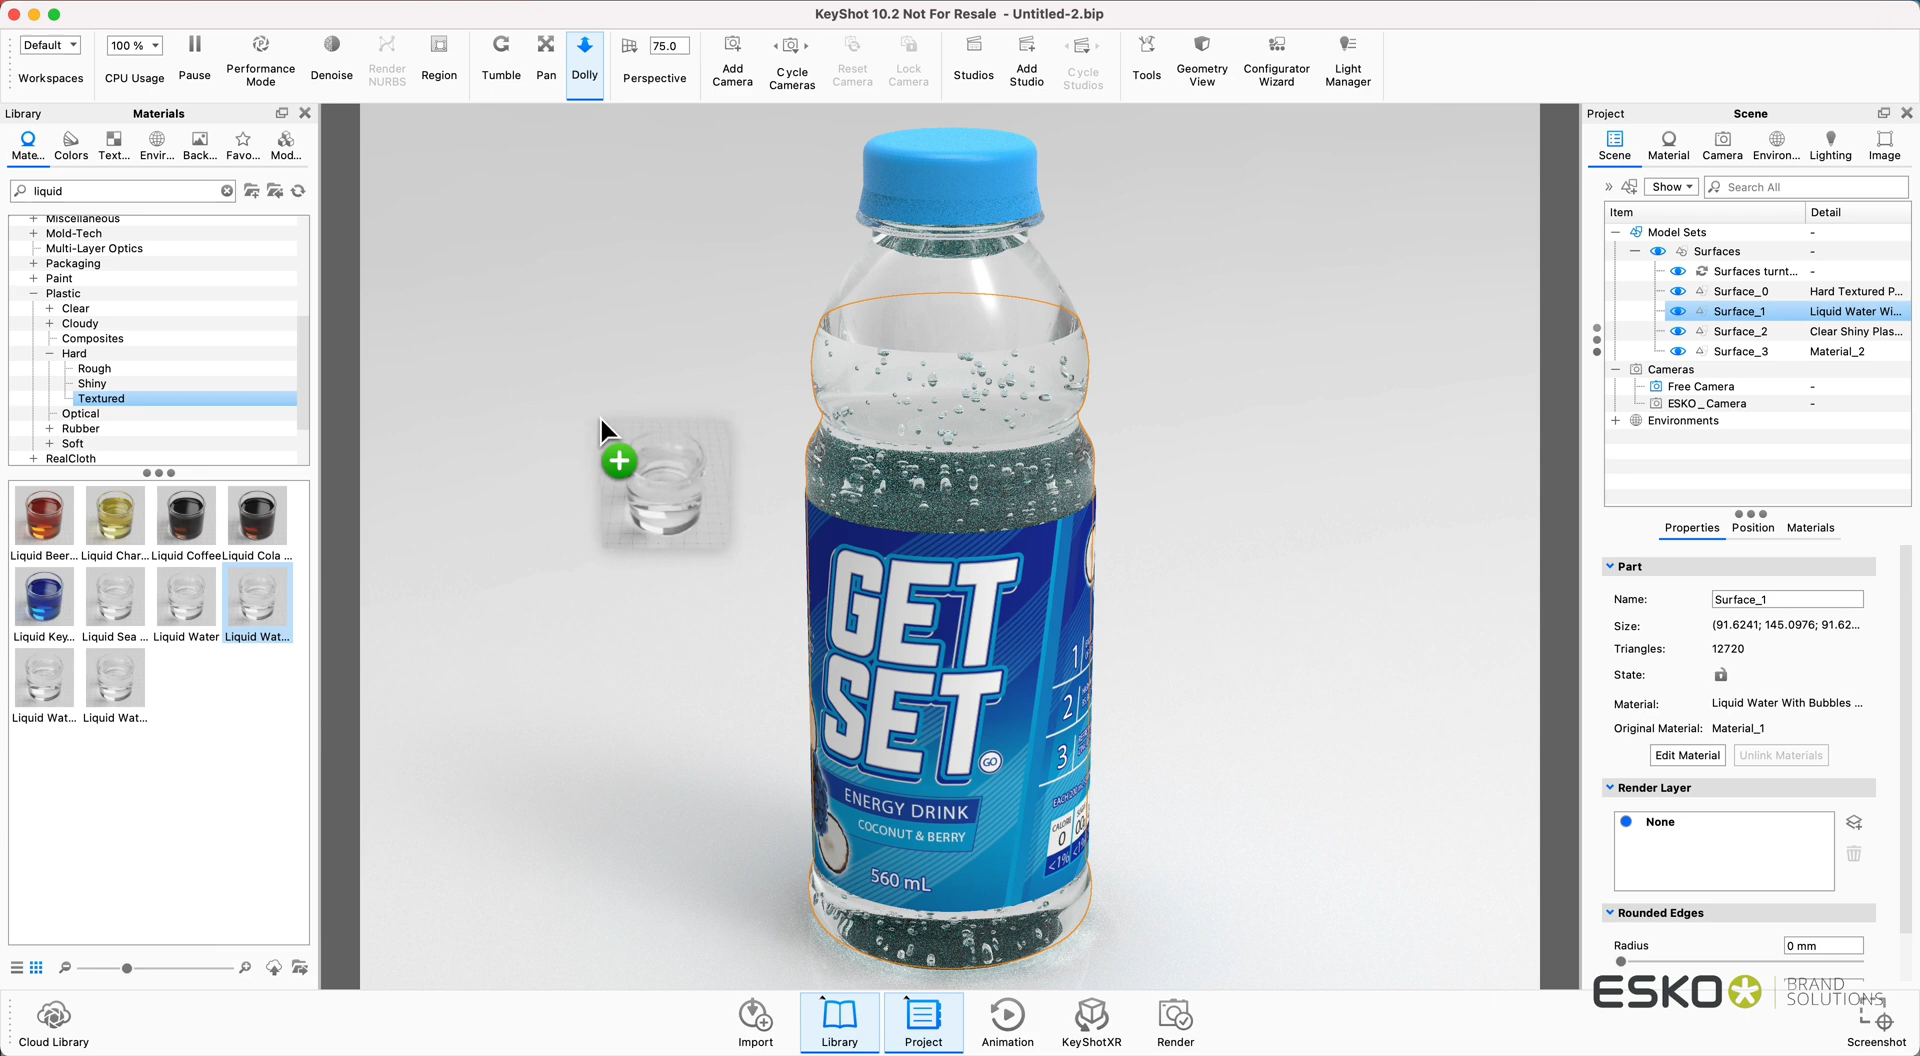 KeyShot 10.2 Not For Resale - Untitled-2.bip
Default
Workspaces
100 %
CPU Usage
Pause
Performance
Mode
Denoise
Render
NURBS
Region
Tumble
Pan
Dolly
75.0
Perspective
Add
Camera
Cycle
Cameras
Reset
Camera
Lock
Camera
Studios
Add
Studio
Cycle
Studios
Tools
Geometry
View
Configurator
Wizard
Light
Manager
Library
Materials
Mate...
Colors
Text...
Envir...
Back...
Favo...
Mod...
liquid
Miscellaneous
Mold-Tech
Multi-Layer Optics
Packaging
Paint
Plastic
Clear
Cloudy
Composites
Hard
Rough
Shiny
Textured
Optical
Rubber
Soft
RealCloth
Liquid Beer...
Liquid Char...
Liquid Coffee
Liquid Cola ...
Liquid Key...
Liquid Sea ...
Liquid Water
Liquid Wat...
Liquid Wat...
Liquid Wat...
GET
SET
GO
ENERGY DRINK
COCONUT & BERRY
560 mL
1
2
3
0
<1%
Project
Scene
Scene
Material
Camera
Environ...
Lighting
Image
Show
Search All
Item
Detail
Model Sets -
Surfaces -
Surfaces turnt... -
Surface_0 Hard Textured P...
Surface_1 Liquid Water Wi...
Surface_2 Clear Shiny Plas...
Surface_3 Material_2
Cameras
Free Camera -
ESKO_Camera -
Environments
Properties
Position
Materials
Part
Name: Surface_1
Size: (91.6241; 145.0976; 91.62...
Triangles: 12720
State:
Material: Liquid Water With Bubbles ...
Original Material: Material_1
Edit Material
Unlink Materials
Render Layer
None
Rounded Edges
Radius 0 mm
ESKO
BRAND
SOLUTIONS
Cloud Library
Import
Library
Project
Animation
KeyShotXR
Render
Screenshot